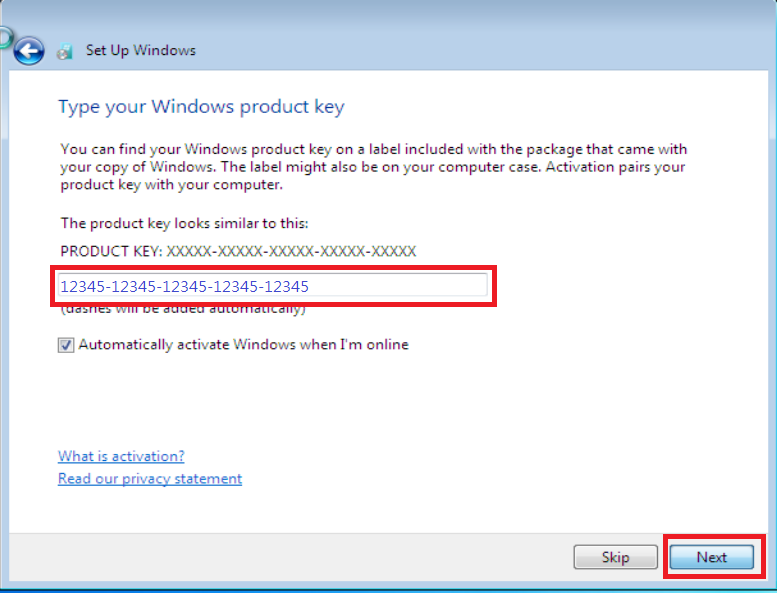 Set Up Windows
Type your Windows product key
You can find your Windows product key on a label included with the package that came with
your copy of Windows. The label might also be on your computer case. Activation pairs your
product key with your computer.
The product key looks similar to this:
PRODUCT KEY: XXXXX-XXXXX-XXXXX-XXXXX-XXXXX
12345-12345-12345-12345-12345
(dashes will be added automatically)
Automatically activate Windows when I'm online
What is activation?
Read our privacy statement
Skip
Next